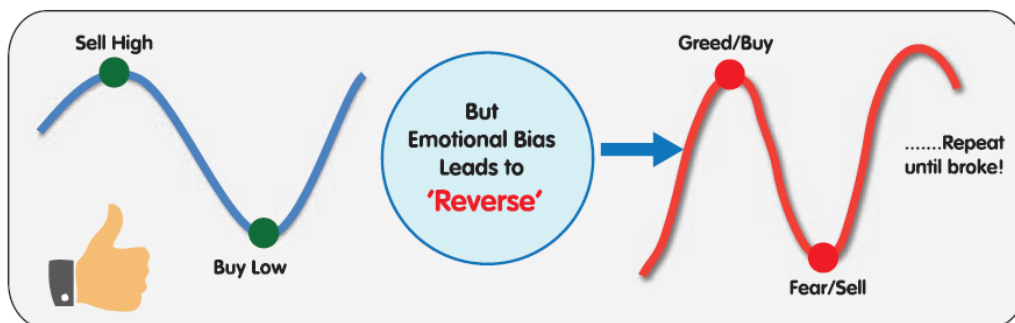 Sell High
Buy Low
But
Emotional Bias
Leads to
‘Reverse’
Greed/Buy
Fear/Sell
.......Repeat
until broke!